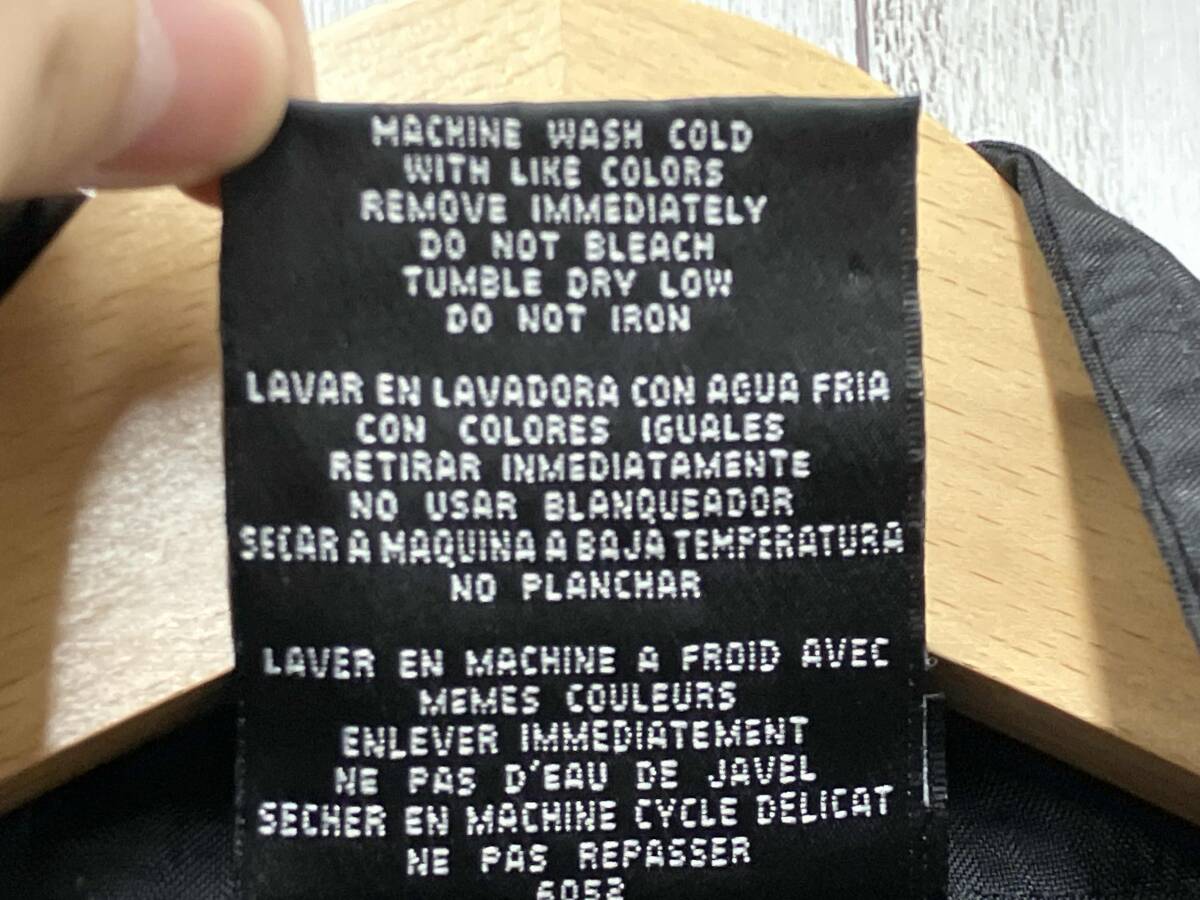 MACHINE WASH COLD
WITH LIKE COLORS
REMOVE IMMEDIATELY
DO NOT BLEACH
TUMBLE DRY LOW
DO NOT IRON
LAVAR EN LAVADORA CON AGUA FRIA
CON COLORES IGUALES
RETIRAR INMEDIATAMENTE
NO USAR BLANQUEADOR
SECAR A MAQUINA A BAJA TEMPERATURA
NO PLANCHAR
LAVER EN MACHINE A FROID AVEC
MEMES COULEURS
ENLEVER IMMEDIATEMENT
NE PAS D'EAU DE JAVEL
SECHER EN MACHINE CYCLE DELICAT
NE PAS REPASSER